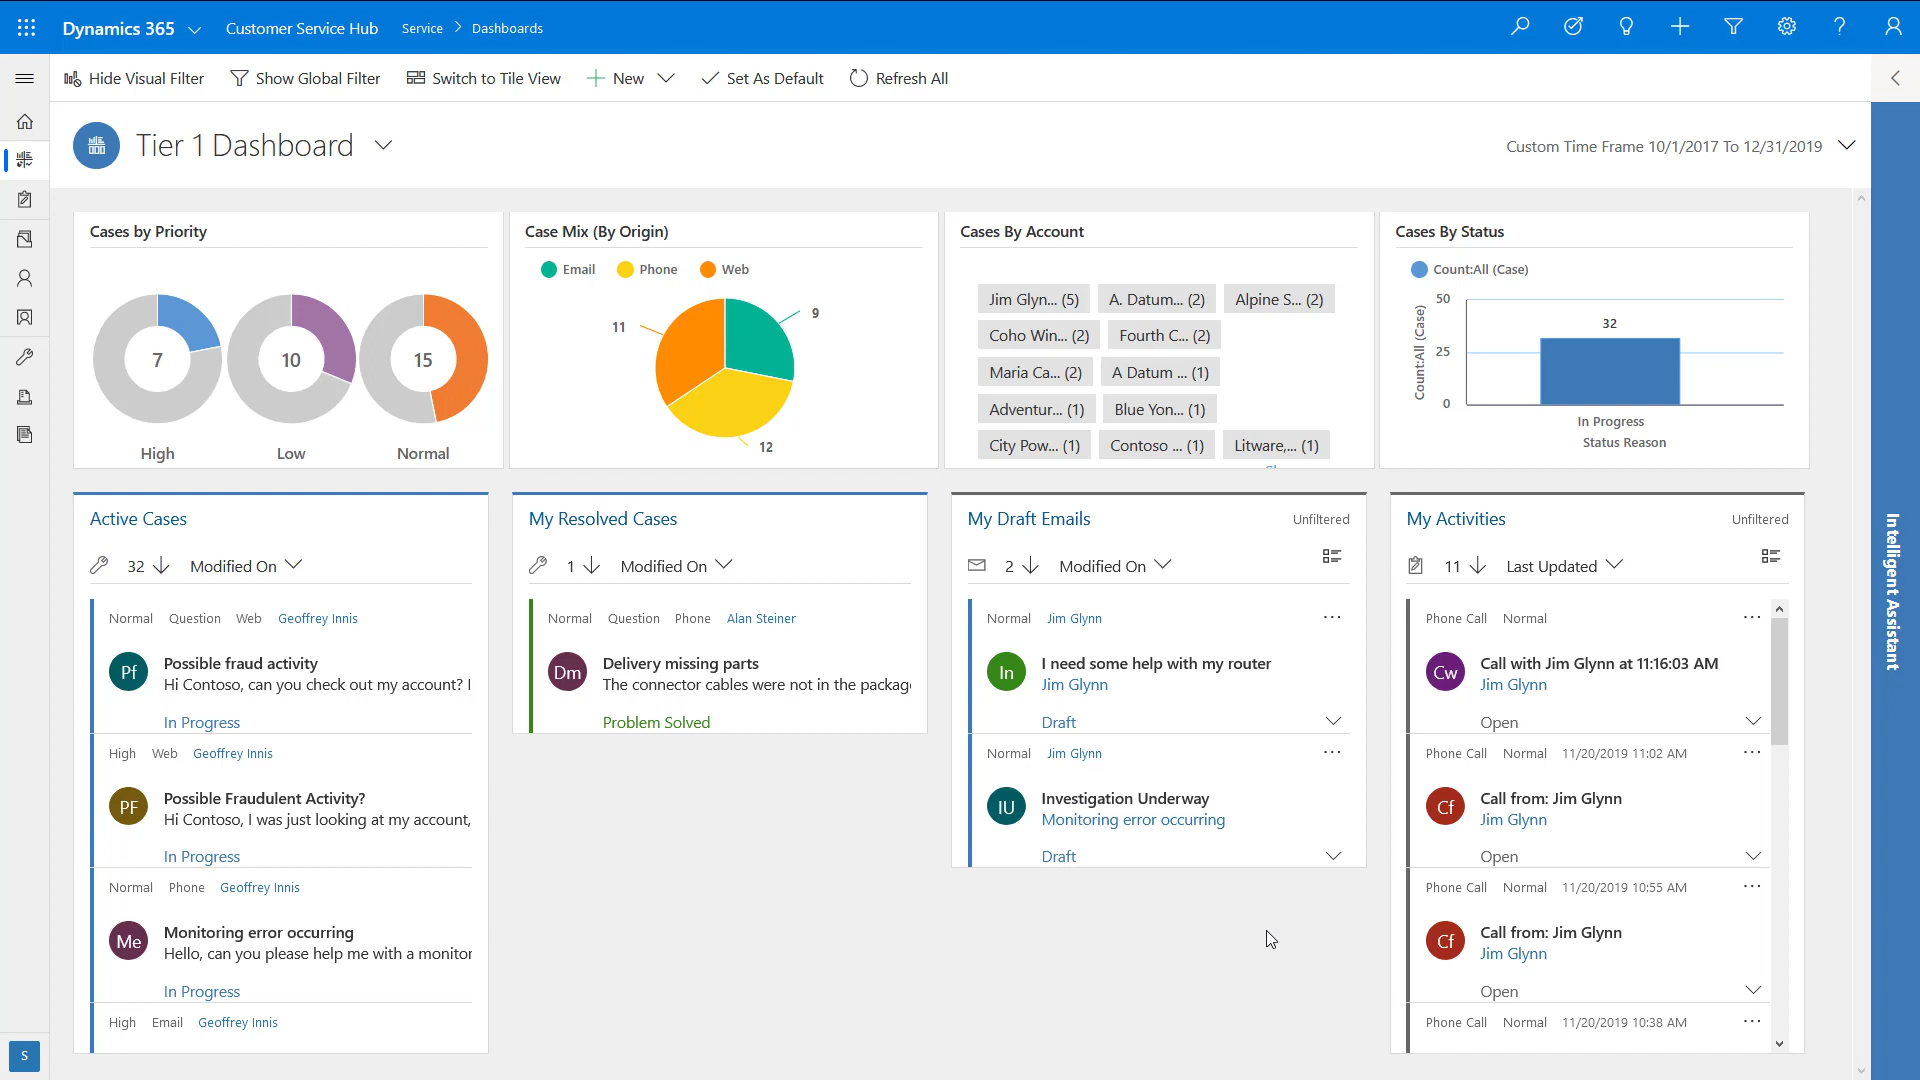 Dynamics 365 Customer Service Hub Service Dashboards
Hide Visual Filter Show Global Filter Switch to Tile View New Set As Default Refresh All
Tier 1 Dashboard
Custom Time Frame 10/1/2017 To 12/31/2019
Cases by Priority
7 10 15
High Low Normal
Case Mix (By Origin)
Email Phone Web
9
11
12
Cases By Account
Jim Glyn... (5) A. Datum... (2) Alpine S... (2)
Coho Win... (2) Fourth C... (2)
Maria Ca... (2) A Datum ... (1)
Adventur... (1) Blue Yon... (1)
City Pow... (1) Contoso ... (1) Litware,... (1)
Cases By Status
Count:All (Case)
Count:All (Case)
50
32
25
0
In Progress
Status Reason
Active Cases
32 Modified On
Normal Question Web Geoffrey Innis
Pf
Possible fraud activity
Hi Contoso, can you check out my account? I
In Progress
High Web Geoffrey Innis
PF
Possible Fraudulent Activity?
Hi Contoso, I was just looking at my account,
In Progress
Normal Phone Geoffrey Innis
Me
Monitoring error occurring
Hello, can you please help me with a monitor
In Progress
High Email Geoffrey Innis
My Resolved Cases
1 Modified On
Normal Question Phone Alan Steiner
Dm
Delivery missing parts
The connector cables were not in the package
Problem Solved
My Draft Emails Unfiltered
2 Modified On
Normal Jim Glynn
In
I need some help with my router
Jim Glynn
Draft
Normal Jim Glynn
IU
Investigation Underway
Monitoring error occurring
Draft
My Activities Unfiltered
11 Last Updated
Phone Call Normal
Cw
Call with Jim Glynn at 11:16:03 AM
Jim Glynn
Open
Phone Call Normal 11/20/2019 11:02 AM
Cf
Call from: Jim Glynn
Jim Glynn
Open
Phone Call Normal 11/20/2019 10:55 AM
Cf
Call from: Jim Glynn
Jim Glynn
Open
Phone Call Normal 11/20/2019 10:38 AM
Intelligent Assistant
S